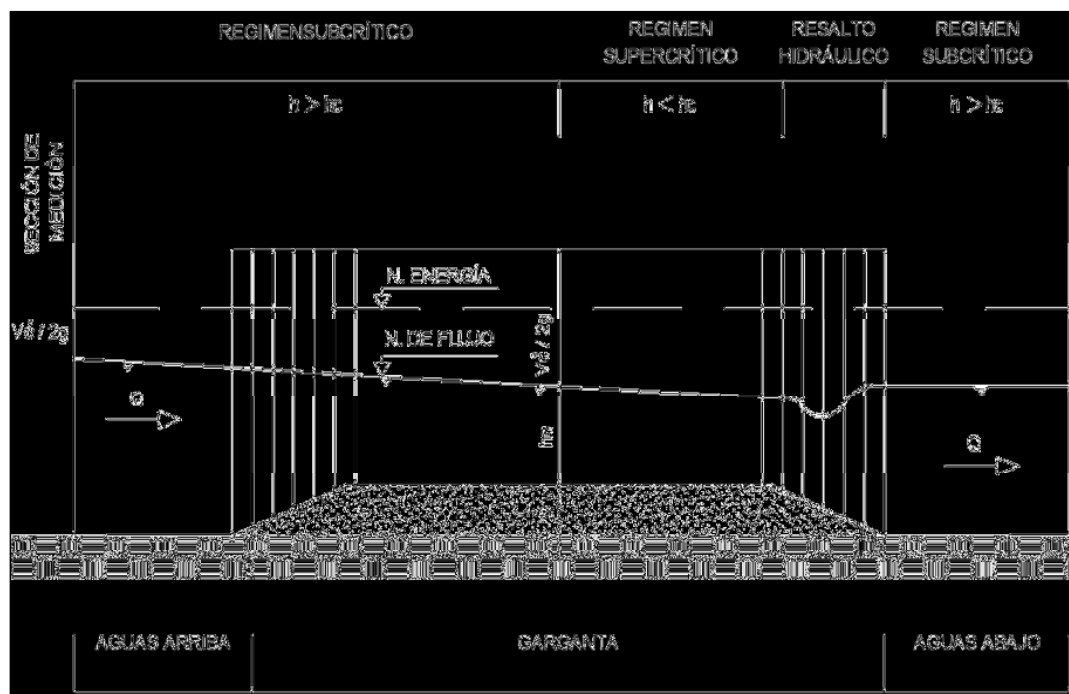 REGIMENSUBCRÍTICO
REGIMEN
SUPERCRÍTICO
RESALTO
HIDRÁULICO
REGIMEN
SUBCRÍTICO
h > hc
h < hc
h > hc
SECCIÓN DE
MEDICIÓN
N. ENERGÍA
N. DE FLUJO
Q
hc
Q
AGUAS ARRIBA
GARGANTA
AGUAS ABAJO